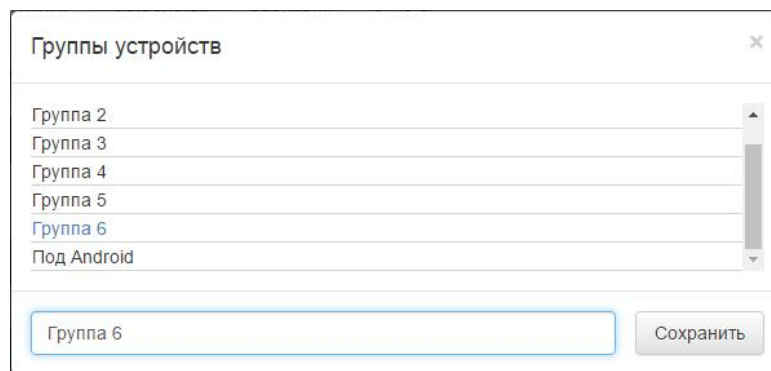 Группы устройств
×
Группа 2
Группа 3
Группа 4
Группа 5
Группа 6
Под Android
Группа 6
Сохранить